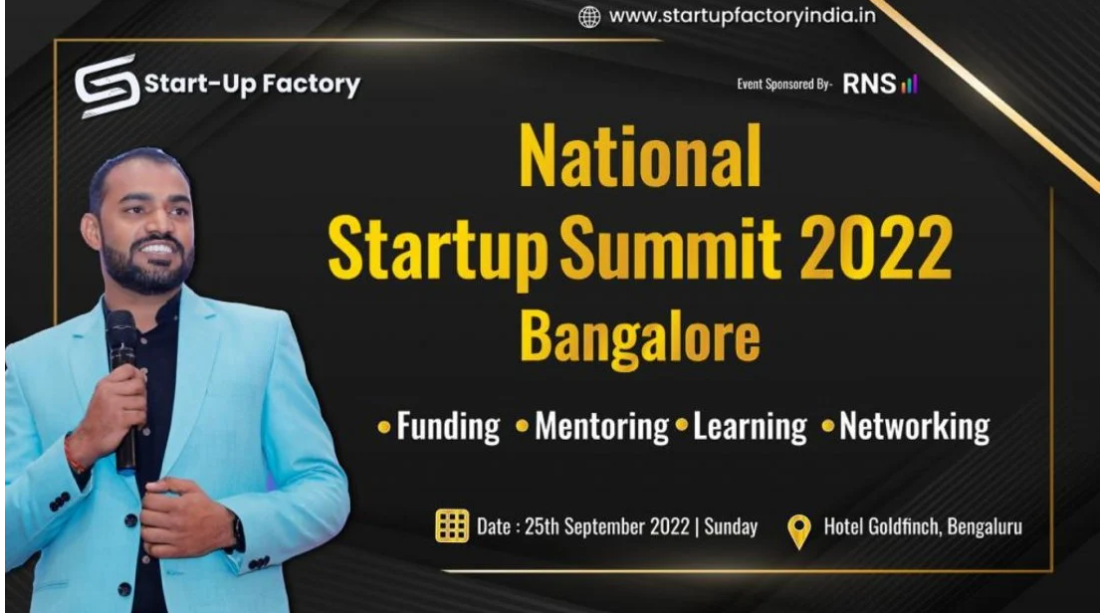 www.startupfactoryindia.in
Start-Up Factory
Event Sponsored By- RNS
National
Startup Summit 2022
Bangalore
• Funding • Mentoring • Learning • Networking
Date : 25th September 2022 | Sunday
Hotel Goldfinch, Bengaluru